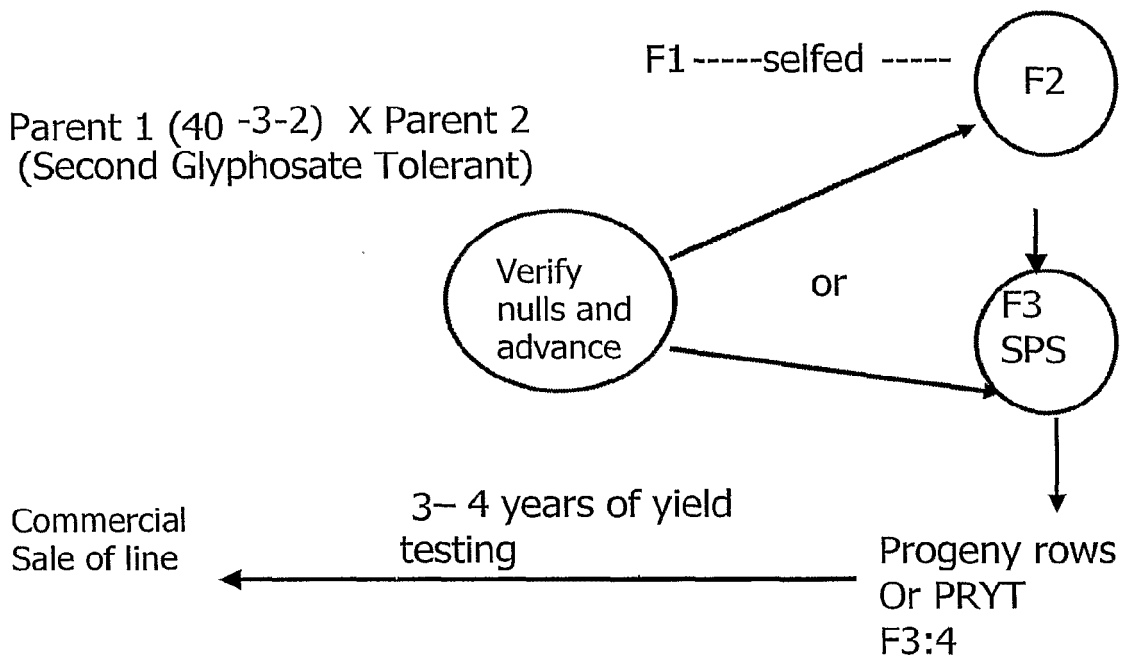 F1-----selfed -----
F2
Parent 1 (40 -3-2) X Parent 2
(Second Glyphosate Tolerant)
Verify
nulls and
advance
or
F3
SPS
3– 4 years of yield
testing
Commercial
Sale of line
Progeny rows
Or PRYT
F3:4